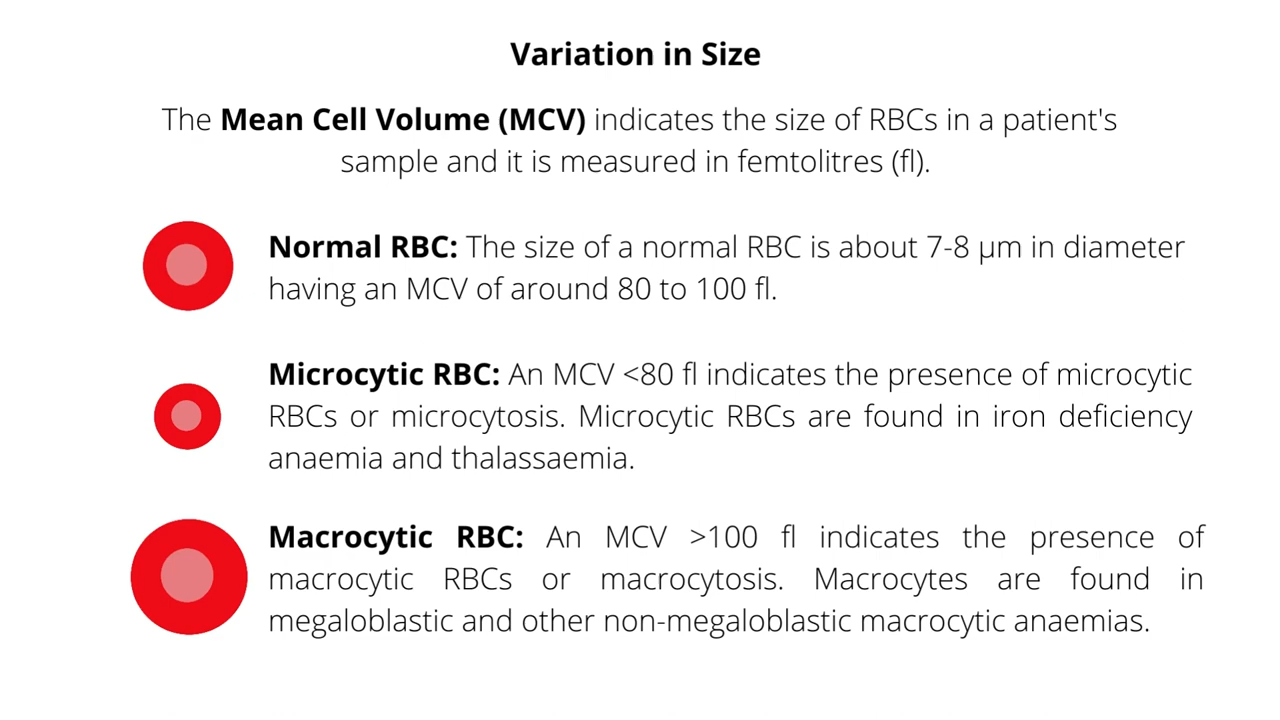 Variation in Size
The Mean Cell Volume (MCV) indicates the size of RBCs in a patient's
sample and it is measured in femtolitres (fl).
Normal RBC: The size of a normal RBC is about 7-8 µm in diameter
having an MCV of around 80 to 100 fl.
Microcytic RBC: An MCV <80 fl indicates the presence of microcytic
RBCs or microcytosis. Microcytic RBCs are found in iron deficiency
anaemia and thalassaemia.
Macrocytic RBC: An MCV >100 fl indicates the presence of
macrocytic RBCs or macrocytosis. Macrocytes are found in
megaloblastic and other non-megaloblastic macrocytic anaemias.